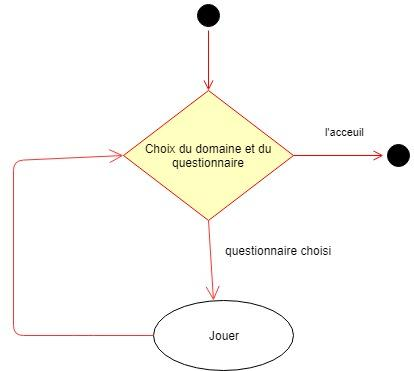 l'acceuil
Choix du domaine et du
questionnaire
questionnaire choisi
Jouer